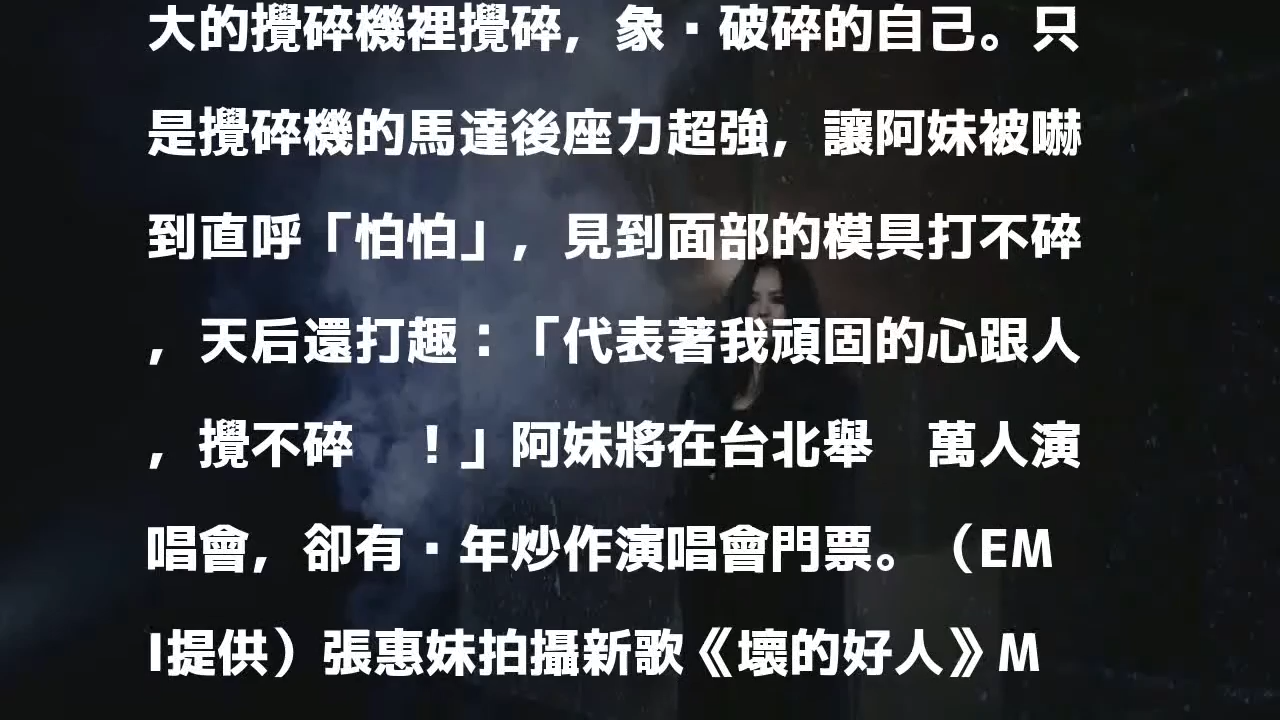 大的攪碎機裡攪碎，象▪破碎的自己。只
是攪碎機的馬達後座力超強，讓阿妹被嚇
到直呼「怕怕」，見到面部的模具打不碎
，天后還打趣：「代表著我頑固的心跟人
，攪不碎　！」阿妹將在台北舉　萬人演
唱會，卻有▪年炒作演唱會門票。（EM
I提供）張惠妹拍攝新歌《壞的好人》M